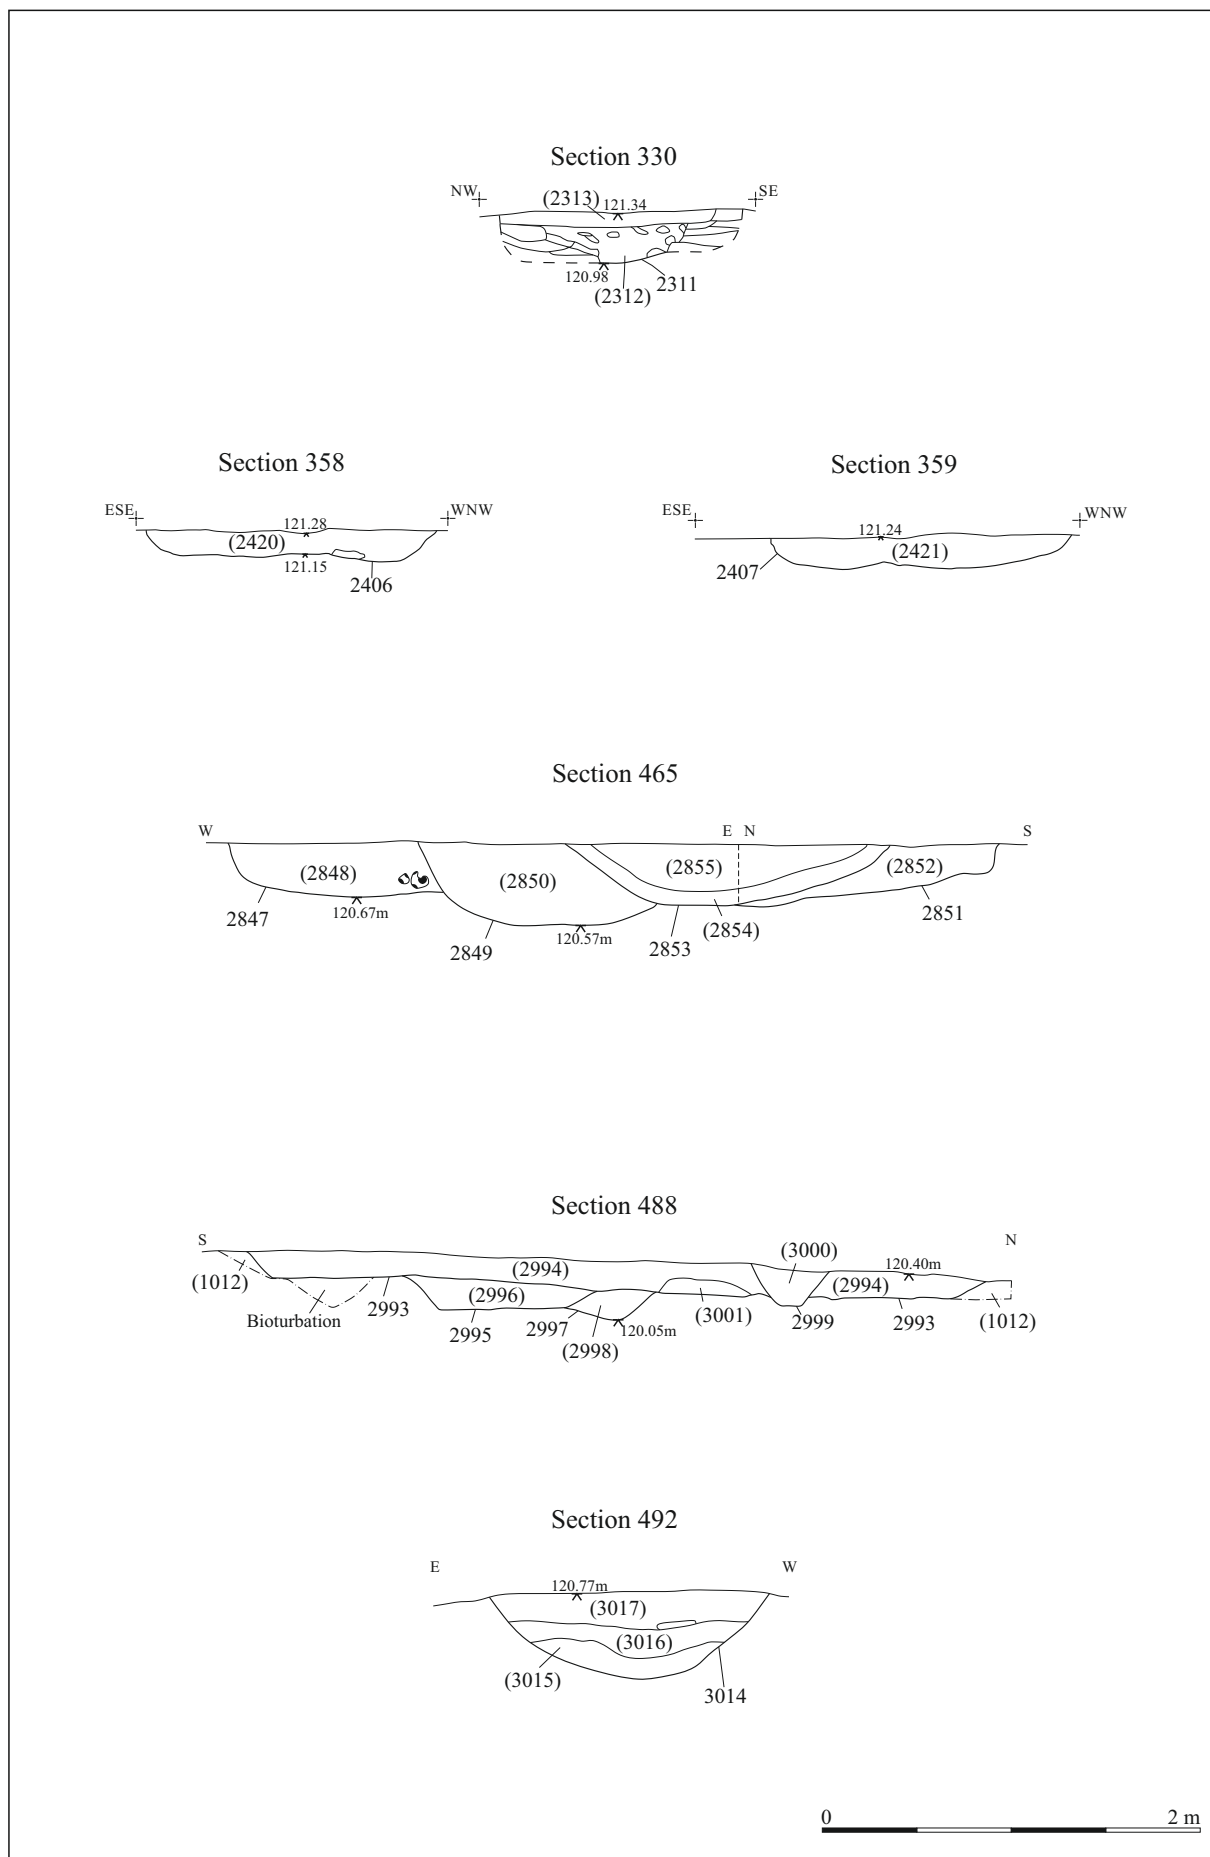 Section 330
NW SE
(2313) 121.34
120.98 (2312) 2311
Section 358
ESE WNW
121.28
(2420)
121.15
2406
Section 359
ESE WNW
121.24
(2421)
2407
Section 465
W E N S
(2848) (2850) (2855) (2852)
2847 120.67m 2849 120.57m 2853 (2854) 2851
Section 488
S N
(3000)
(1012) (2994) 120.40m
(2994)
(2996)
Bioturbation 2993 2995 2997 (2998) 120.05m (3001) 2999 2993 (1012)
Section 492
E W
120.77m
(3017)
(3016)
(3015)
3014
0 2 m